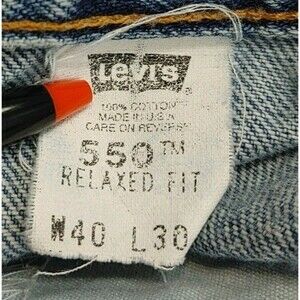 Levi's
®
100% COTTON
MADE IN U.S.A
CARE ON REVERSE
550™
RELAXED FIT
W40 L30